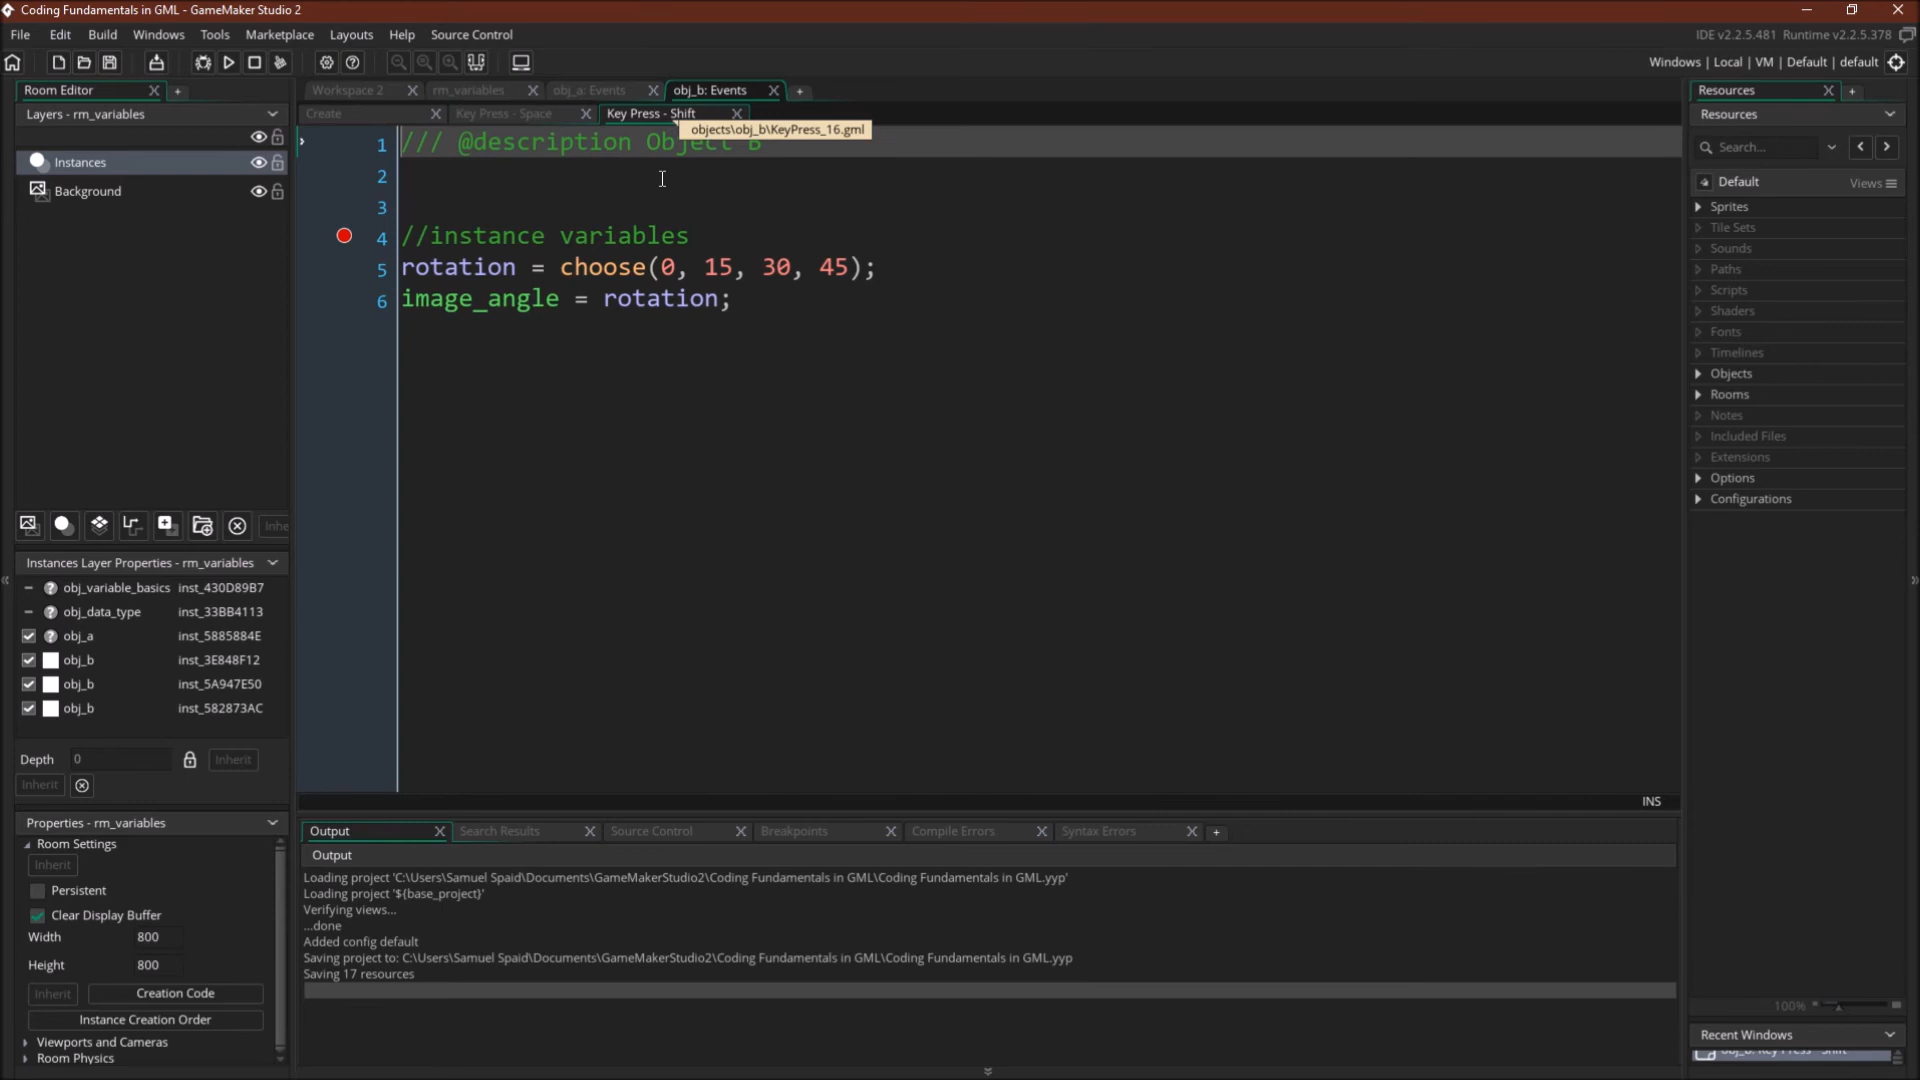 Coding Fundamentals in GML - GameMaker Studio 2
File Edit Build Windows Tools Marketplace Layouts Help Source Control
IDE v2.2.5.481 Runtime v2.2.5.378
Windows | Local | VM | Default | default
Room Editor
Layers - rm_variables
Instances
Background
Inhe
Instances Layer Properties - rm_variables
obj_variable_basics inst_430D89B7
obj_data_type inst_33BB4113
obj_a inst_5885884E
obj_b inst_3E848F12
obj_b inst_5A947E50
obj_b inst_582873AC
Depth 0 Inherit
Inherit
Properties - rm_variables
Room Settings
Inherit
Persistent
Clear Display Buffer
Width 800
Height 800
Inherit Creation Code
Instance Creation Order
Viewports and Cameras
Room Physics
Workspace 2 rm_variables obj_a: Events obj_b: Events
Create Key Press - Space Key Press - Shift
objects\obj_b\KeyPress_16.gml
1 /// @description Object B
2
3
4 //instance variables
5 rotation = choose(0, 15, 30, 45);
6 image_angle = rotation;
INS
Output Search Results Source Control Breakpoints Compile Errors Syntax Errors
Output
Loading project 'C:\Users\Samuel Spaid\Documents\GameMakerStudio2\Coding Fundamentals in GML\Coding Fundamentals in GML.yyp'
Loading project '${base_project}'
Verifying views...
...done
Added config default
Saving project to: C:\Users\Samuel Spaid\Documents\GameMakerStudio2\Coding Fundamentals in GML\Coding Fundamentals in GML.yyp
Saving 17 resources
Resources
Resources
Search...
Default Views
Sprites
Tile Sets
Sounds
Paths
Scripts
Shaders
Fonts
Timelines
Objects
Rooms
Notes
Included Files
Extensions
Options
Configurations
100%
Recent Windows
obj_b: Key Press - Shift